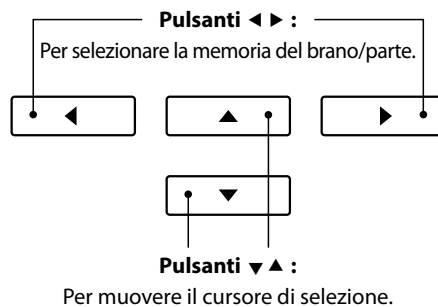 Pulsanti ◀ ▶ :
Per selezionare la memoria del brano/parte.
Pulsanti ▼ ▲ :
Per muovere il cursore di selezione.